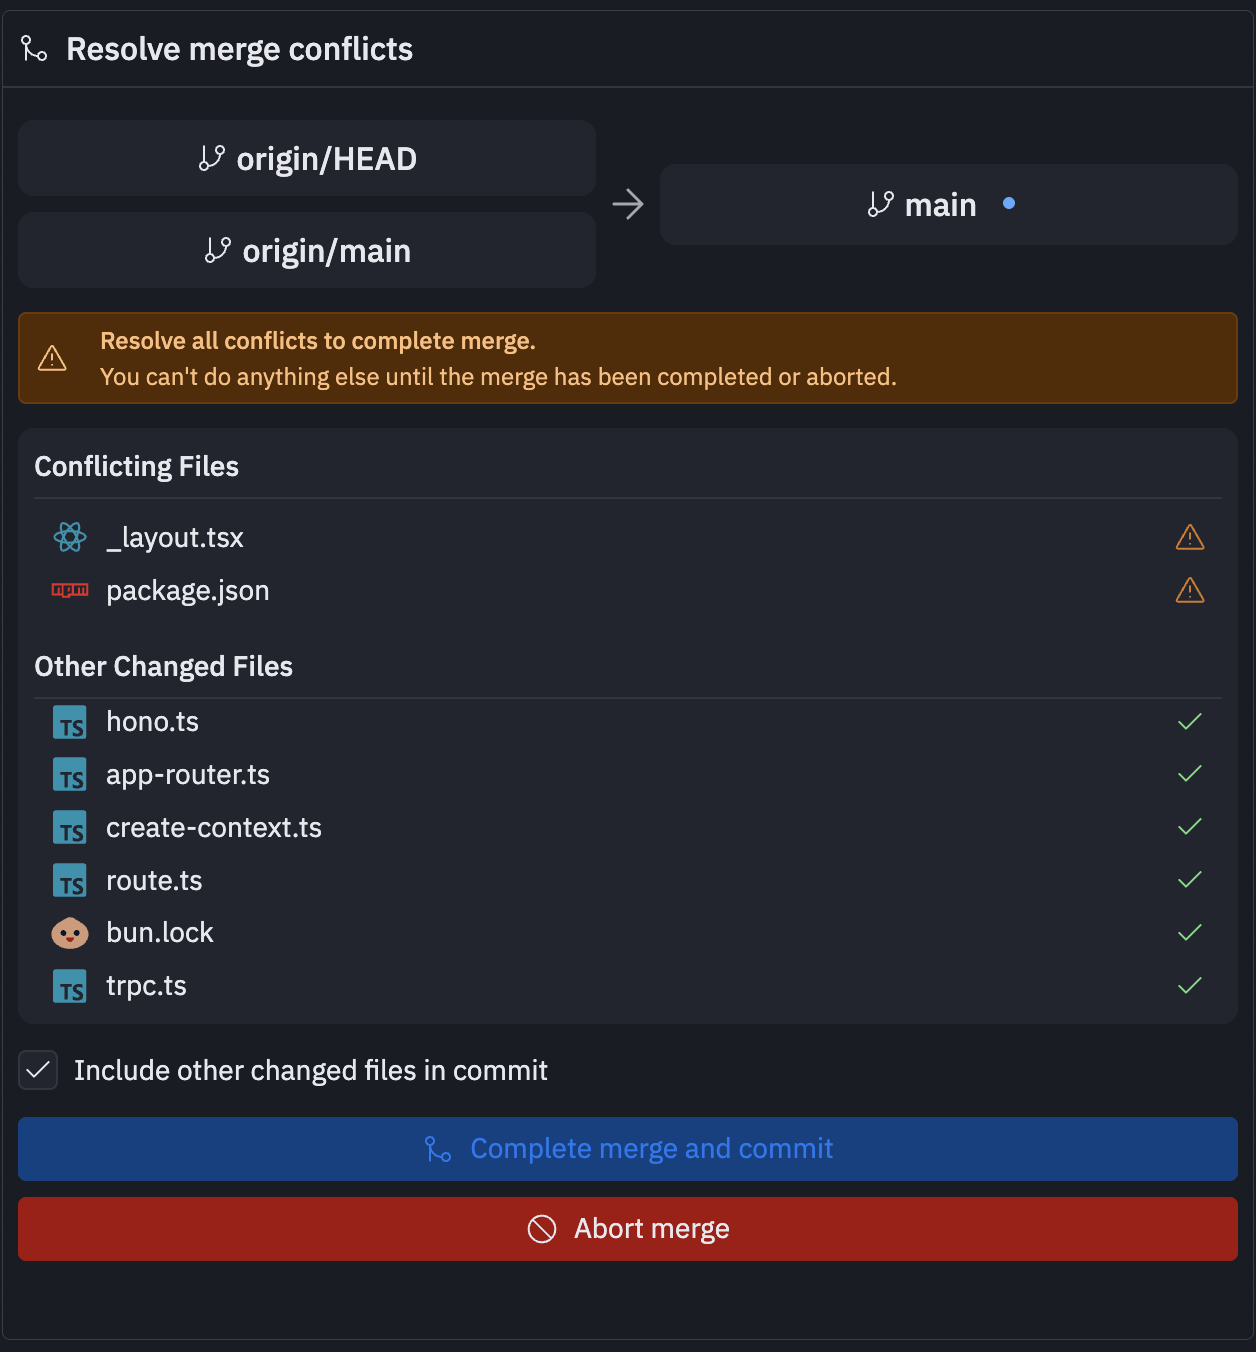 Resolve merge conflicts
origin/HEAD
origin/main
main
Resolve all conflicts to complete merge.
You can't do anything else until the merge has been completed or aborted.
Conflicting Files
_layout.tsx
npm package.json
Other Changed Files
TS hono.ts
TS app-router.ts
TS create-context.ts
TS route.ts
bun.lock
TS trpc.ts
Include other changed files in commit
Complete merge and commit
Abort merge